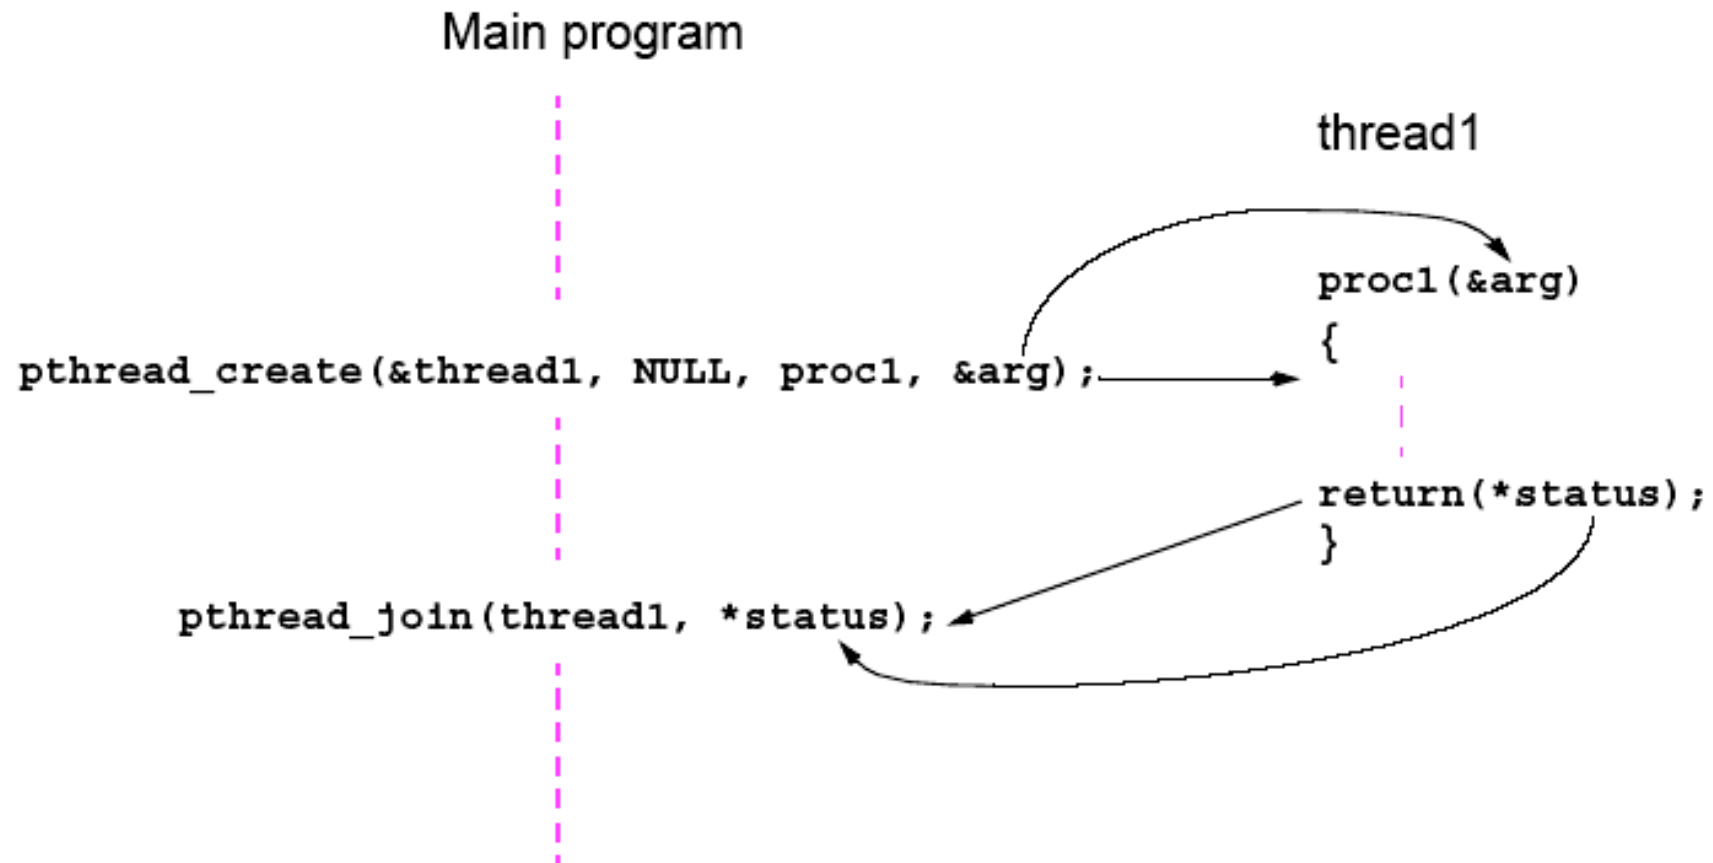 Main program
thread1
proc1(&arg)
{
pthread_create(&thread1, NULL, proc1, &arg);
return(*status);
}
pthread_join(thread1, *status);